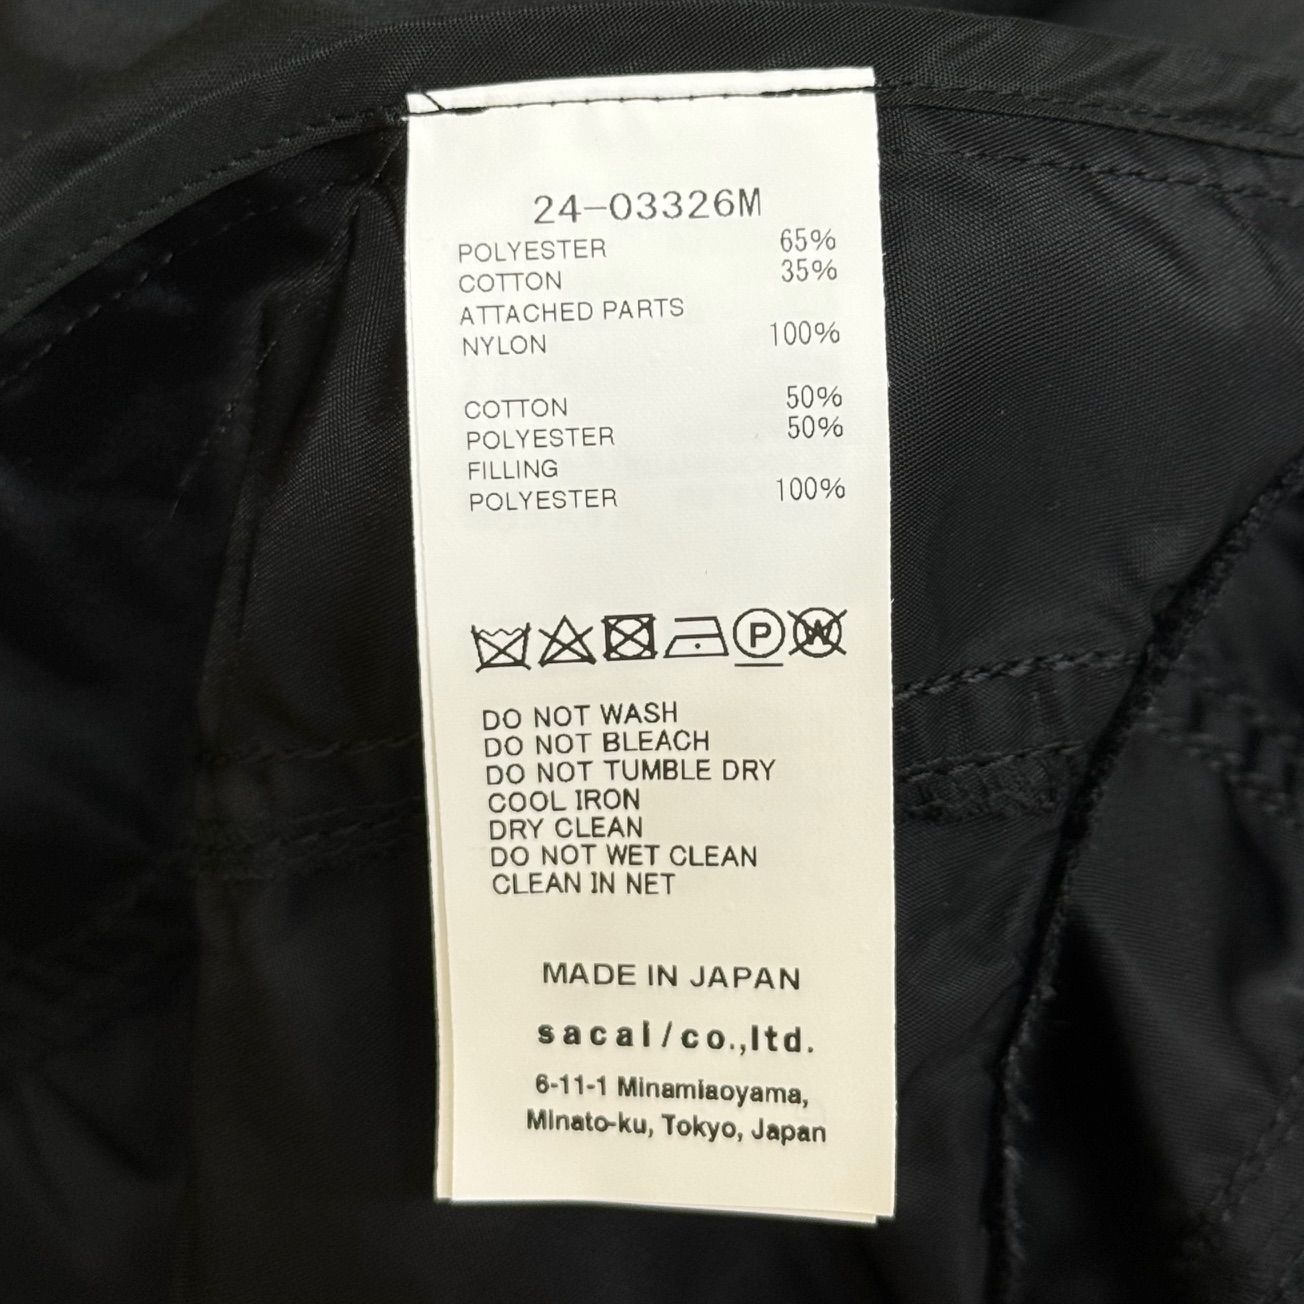 24-03326M
POLYESTER 65%
COTTON 35%
ATTACHED PARTS
NYLON 100%
COTTON 50%
POLYESTER 50%
FILLING
POLYESTER 100%
P W
DO NOT WASH
DO NOT BLEACH
DO NOT TUMBLE DRY
COOL IRON
DRY CLEAN
DO NOT WET CLEAN
CLEAN IN NET
MADE IN JAPAN
sacai/co.,ltd.
6-11-1 Minamiaoyama,
Minato-ku, Tokyo, Japan